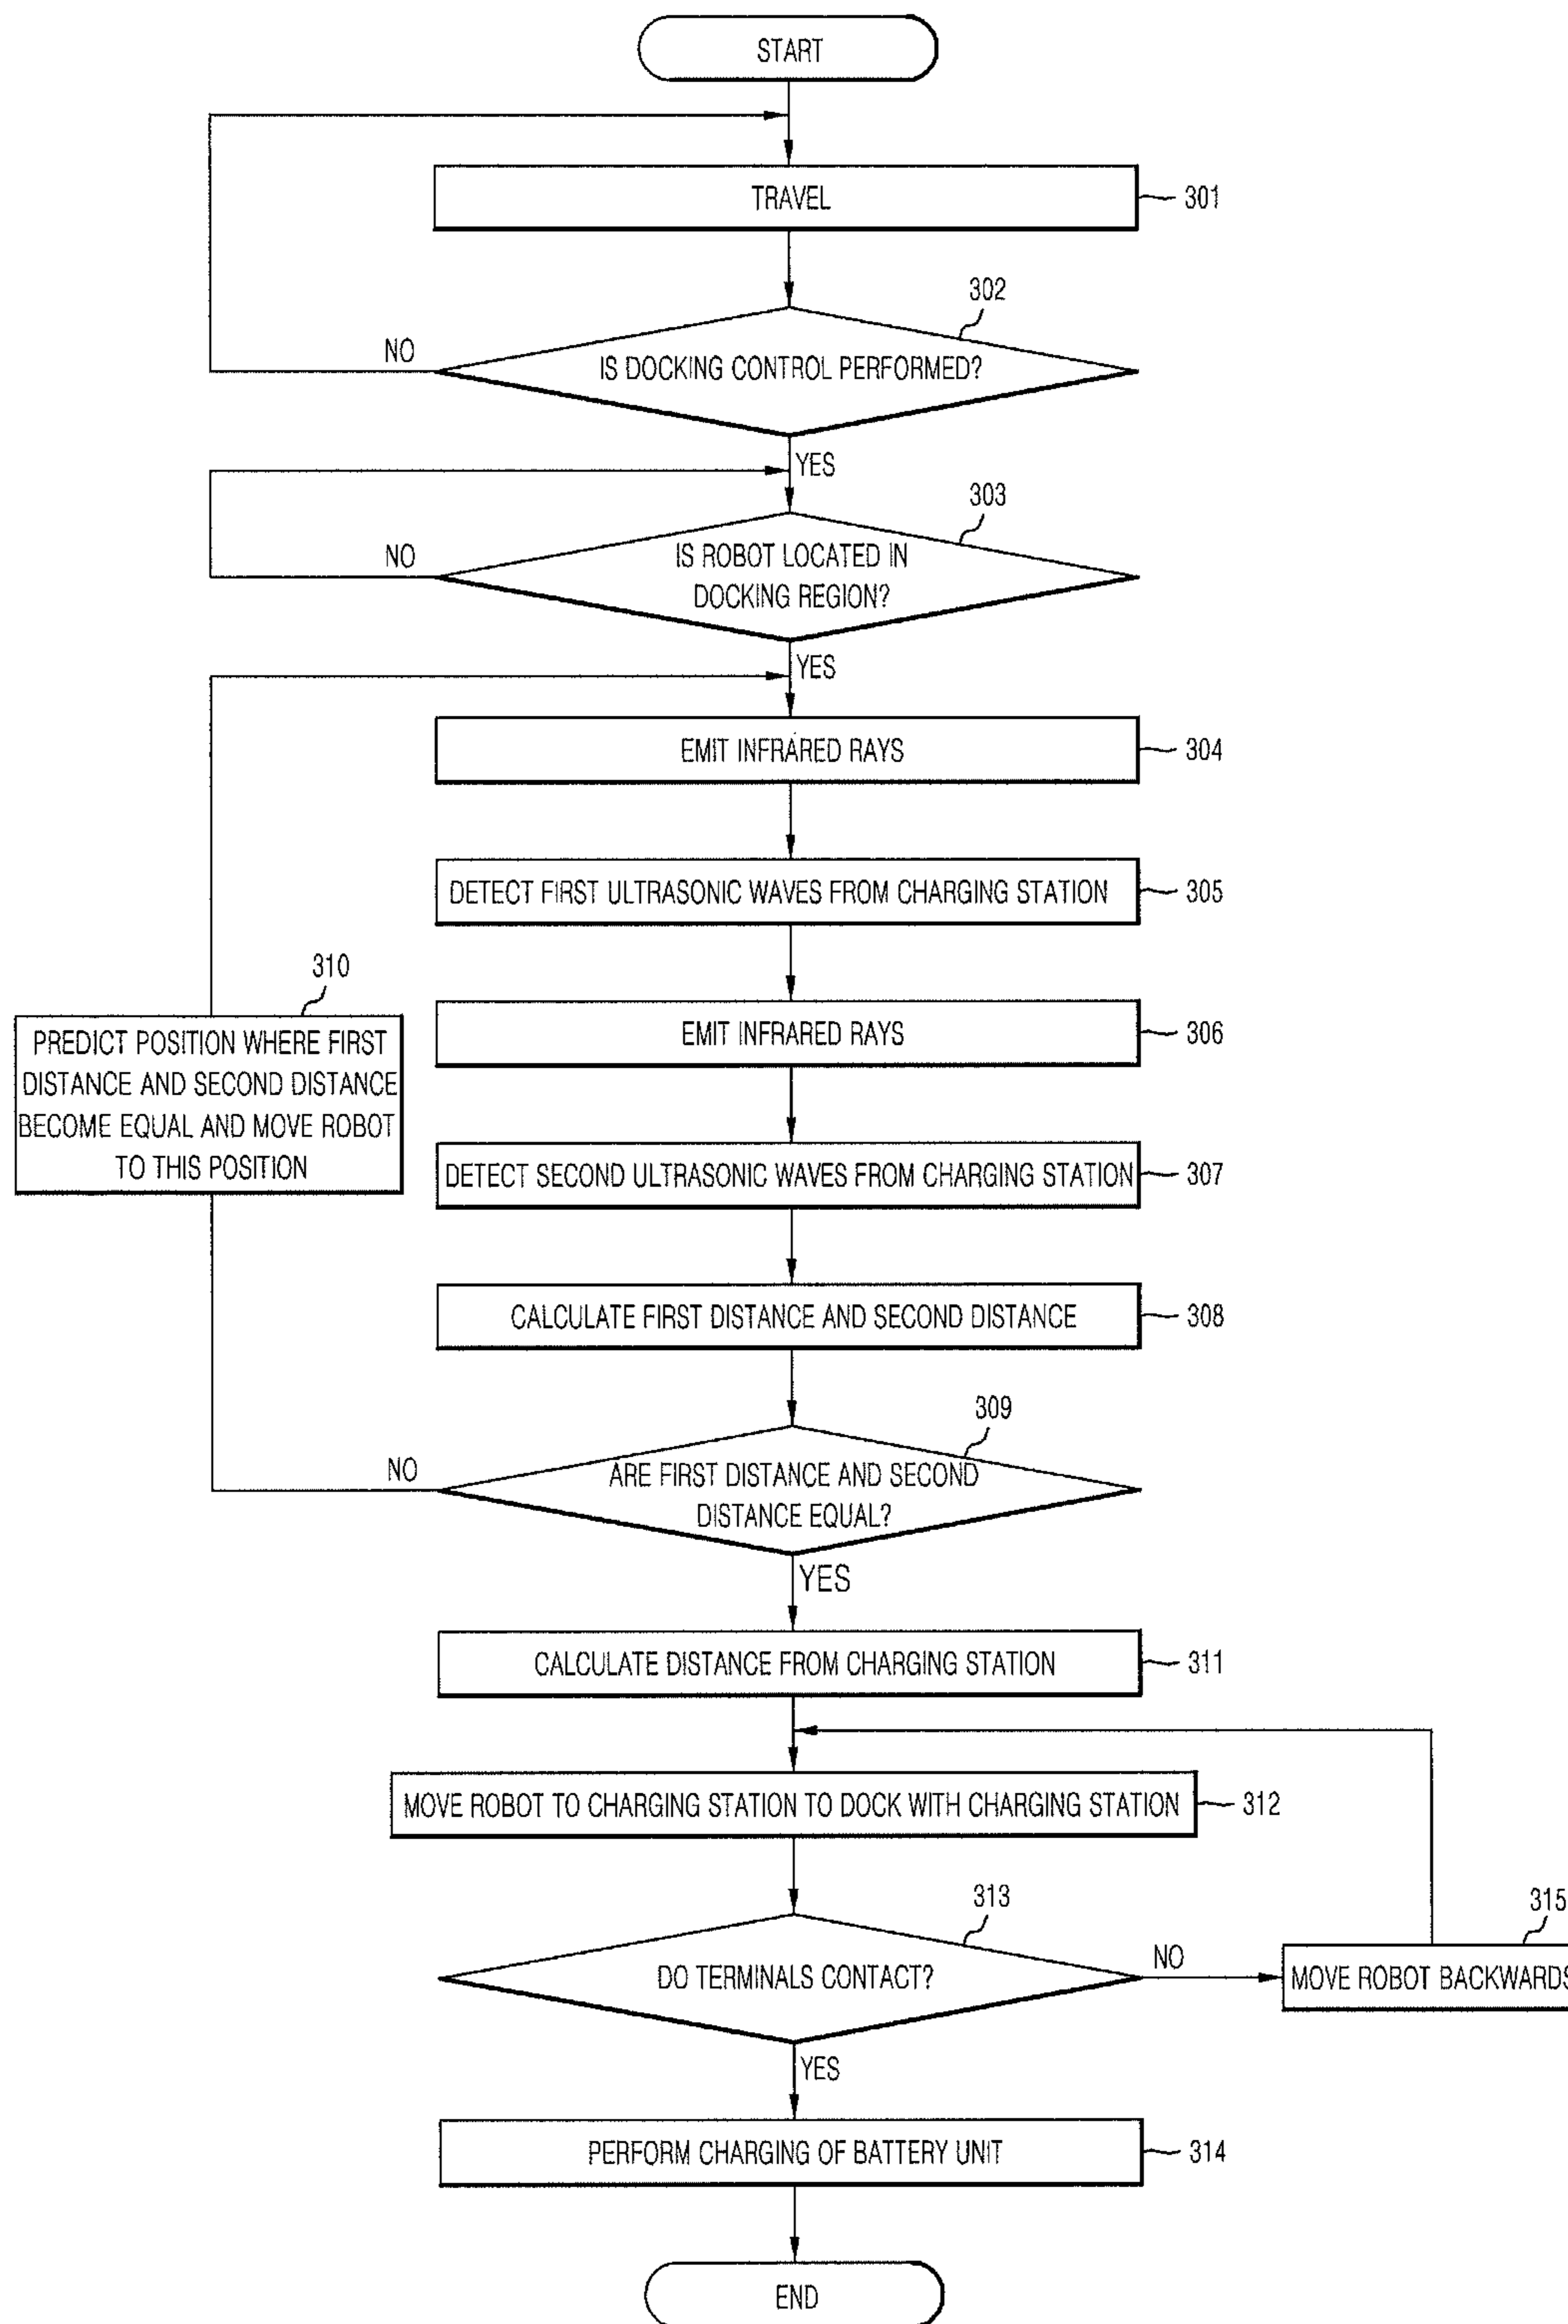 START
TRAVEL
301
302
IS DOCKING CONTROL PERFORMED?
NO
YES
303
IS ROBOT LOCATED IN
DOCKING REGION?
NO
YES
EMIT INFRARED RAYS
304
DETECT FIRST ULTRASONIC WAVES FROM CHARGING STATION
305
EMIT INFRARED RAYS
306
310
PREDICT POSITION WHERE FIRST
DISTANCE AND SECOND DISTANCE
BECOME EQUAL AND MOVE ROBOT
TO THIS POSITION
DETECT SECOND ULTRASONIC WAVES FROM CHARGING STATION
307
CALCULATE FIRST DISTANCE AND SECOND DISTANCE
308
309
ARE FIRST DISTANCE AND SECOND
DISTANCE EQUAL?
NO
YES
CALCULATE DISTANCE FROM CHARGING STATION
311
MOVE ROBOT TO CHARGING STATION TO DOCK WITH CHARGING STATION
312
313
DO TERMINALS CONTACT?
NO
315
MOVE ROBOT BACKWARDS
YES
PERFORM CHARGING OF BATTERY UNIT
314
END